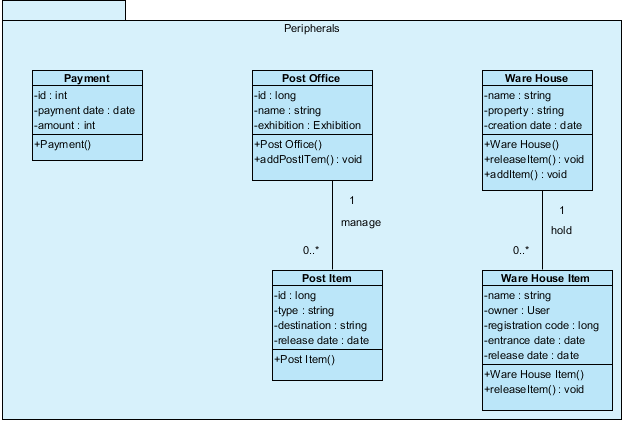 Peripherals
Payment
-id : int
-payment date : date
-amount : int
+Payment()
Post Office
-id : long
-name : string
-exhibition : Exhibition
+Post Office()
+addPostITem() : void
Ware House
-name : string
-property : string
-creation date : date
+Ware House()
+releaseItem() : void
+addItem() : void
1
manage
0..*
1
hold
0..*
Post Item
-id : long
-type : string
-destination : string
-release date : date
+Post Item()
Ware House Item
-name : string
-owner : User
-registration code : long
-entrance date : date
-release date : date
+Ware House Item()
+releaseItem() : void